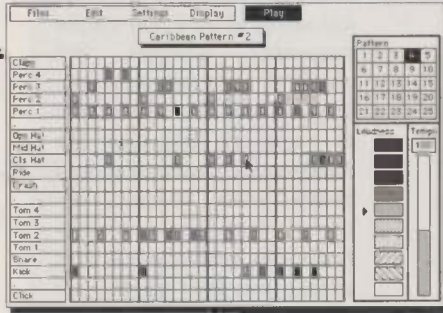 Files Edit Settings Display Play
Caribbean Pattern #2
Claps
Perc 4
Perc 3
Perc 2
Perc 1
Opn Hat
Mid Hat
Cls Hat
Ride
Crash
Tom 4
Tom 3
Tom 2
Tom 1
Snare
Kick
Click
Pattern
1 2 3 4 5
6 7 8 9 10
11 12 13 14 15
16 17 18 19 20
21 22 23 24 25
Loudness Tempo